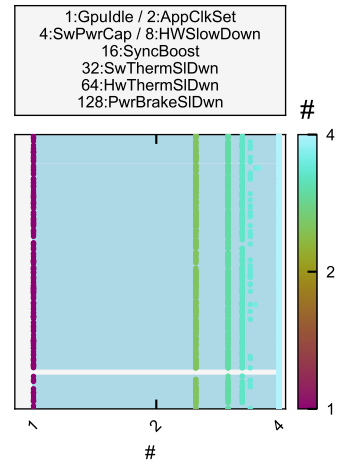 1:GpuIdle / 2:AppClkSet
4:SwPwrCap / 8:HWSlowDown
16:SyncBoost
32:SwThermSlDwn
64:HwThermSlDwn
128:PwrBrakeSlDwn
#
4
2
1
1
2
4
#